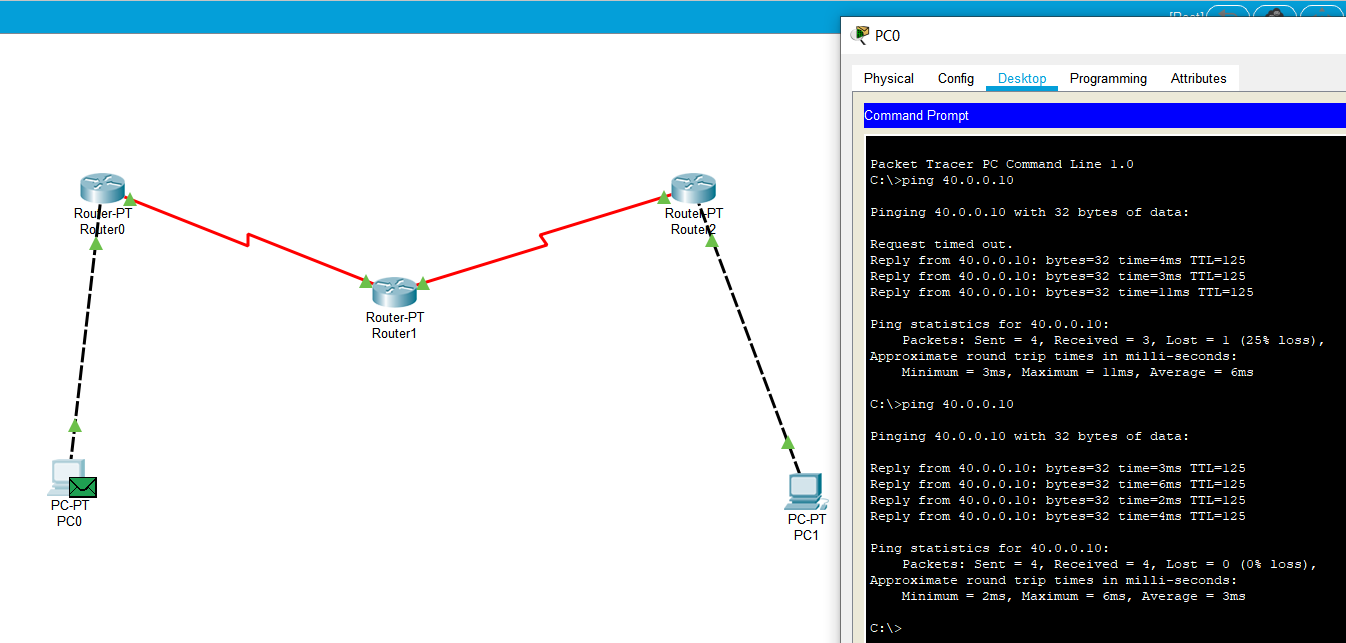 [Root]
PC0
Physical Config Desktop Programming Attributes
Command Prompt
Packet Tracer PC Command Line 1.0
C:\>ping 40.0.0.10
Pinging 40.0.0.10 with 32 bytes of data:
Request timed out.
Reply from 40.0.0.10: bytes=32 time=4ms TTL=125
Reply from 40.0.0.10: bytes=32 time=3ms TTL=125
Reply from 40.0.0.10: bytes=32 time=11ms TTL=125
Ping statistics for 40.0.0.10:
Packets: Sent = 4, Received = 3, Lost = 1 (25% loss),
Approximate round trip times in milli-seconds:
Minimum = 3ms, Maximum = 11ms, Average = 6ms
C:\>ping 40.0.0.10
Pinging 40.0.0.10 with 32 bytes of data:
Reply from 40.0.0.10: bytes=32 time=3ms TTL=125
Reply from 40.0.0.10: bytes=32 time=6ms TTL=125
Reply from 40.0.0.10: bytes=32 time=2ms TTL=125
Reply from 40.0.0.10: bytes=32 time=4ms TTL=125
Ping statistics for 40.0.0.10:
Packets: Sent = 4, Received = 4, Lost = 0 (0% loss),
Approximate round trip times in milli-seconds:
Minimum = 2ms, Maximum = 6ms, Average = 3ms
C:\>
Router-PT
Router0
Router-PT
Router2
Router-PT
Router1
PC-PT
PC0
PC-PT
PC1